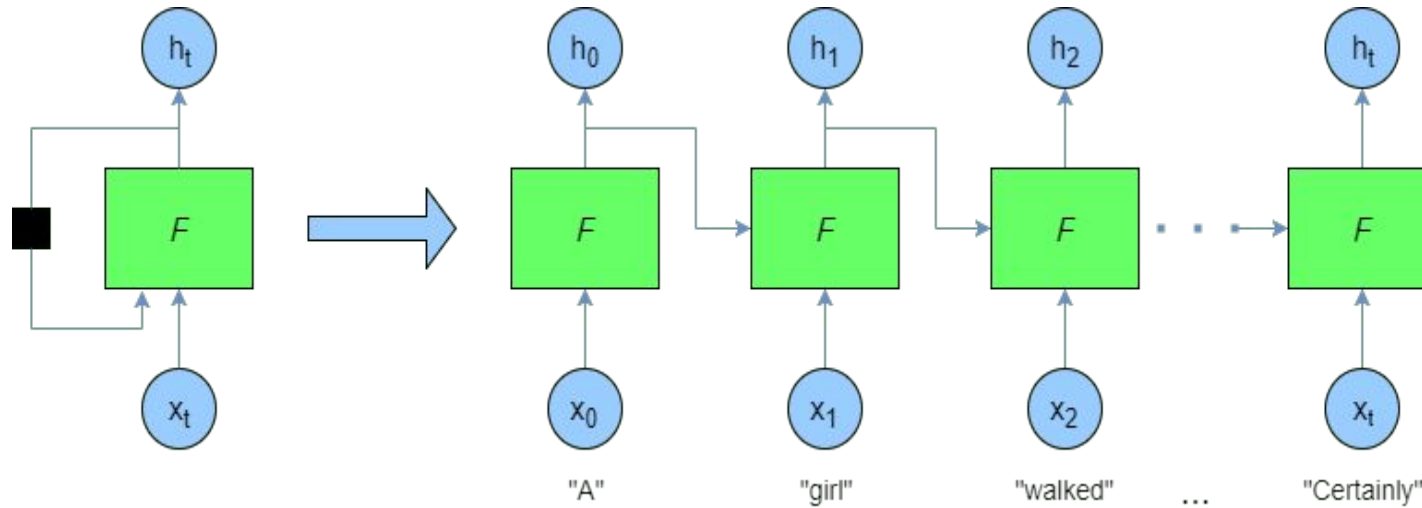 h_t h_0 h_1 h_2 h_t
F F F F F
x_t x_0 x_1 x_2 x_t
"A" "girl" "walked" ... "Certainly"